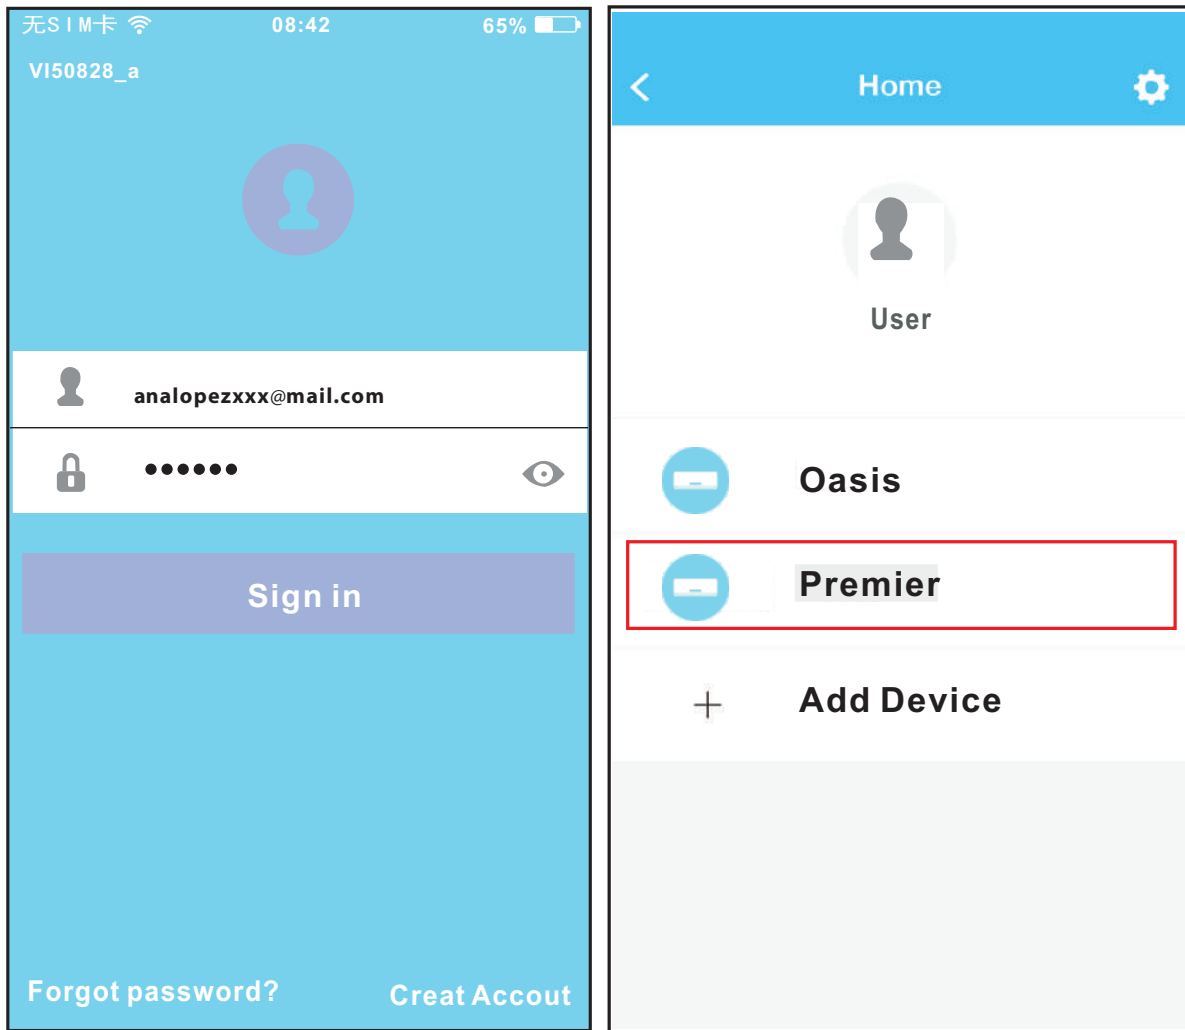 无SIM卡 08:42 65%
VI50828_a
analopezxxx@mail.com
••••••
Sign in
Forgot password? Creat Accout
Home
User
Oasis
Premier
Add Device